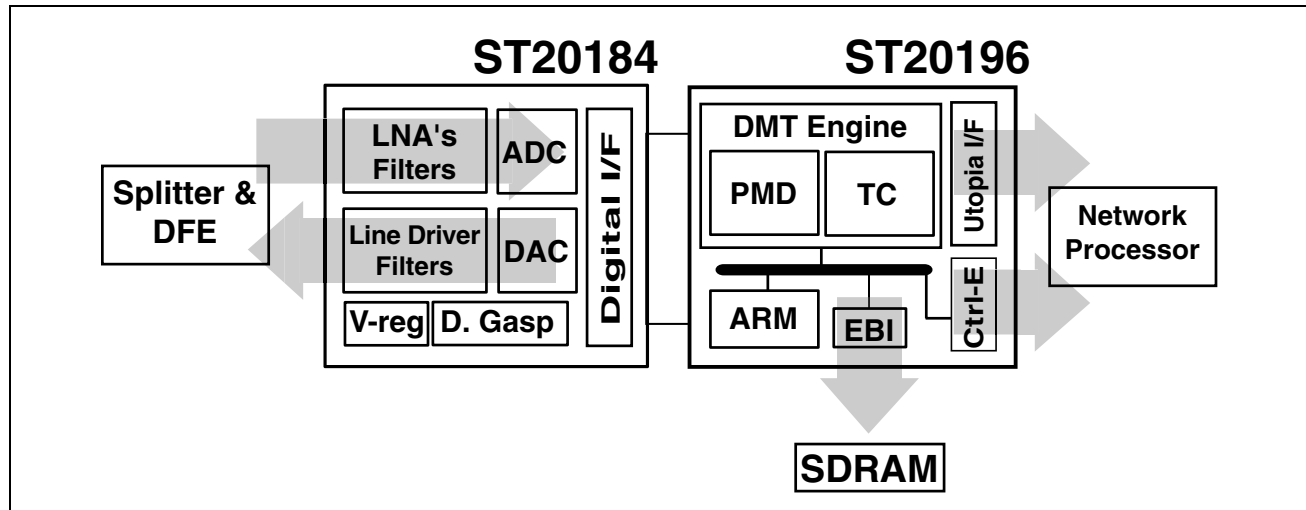 ST20184
ST20196
Splitter &
DFE
LNA's
Filters
ADC
Line Driver
Filters
DAC
V-reg
D. Gasp
Digital I/F
DMT Engine
PMD
TC
ARM
EBI
Utopia I/F
Ctrl-E
Network
Processor
SDRAM